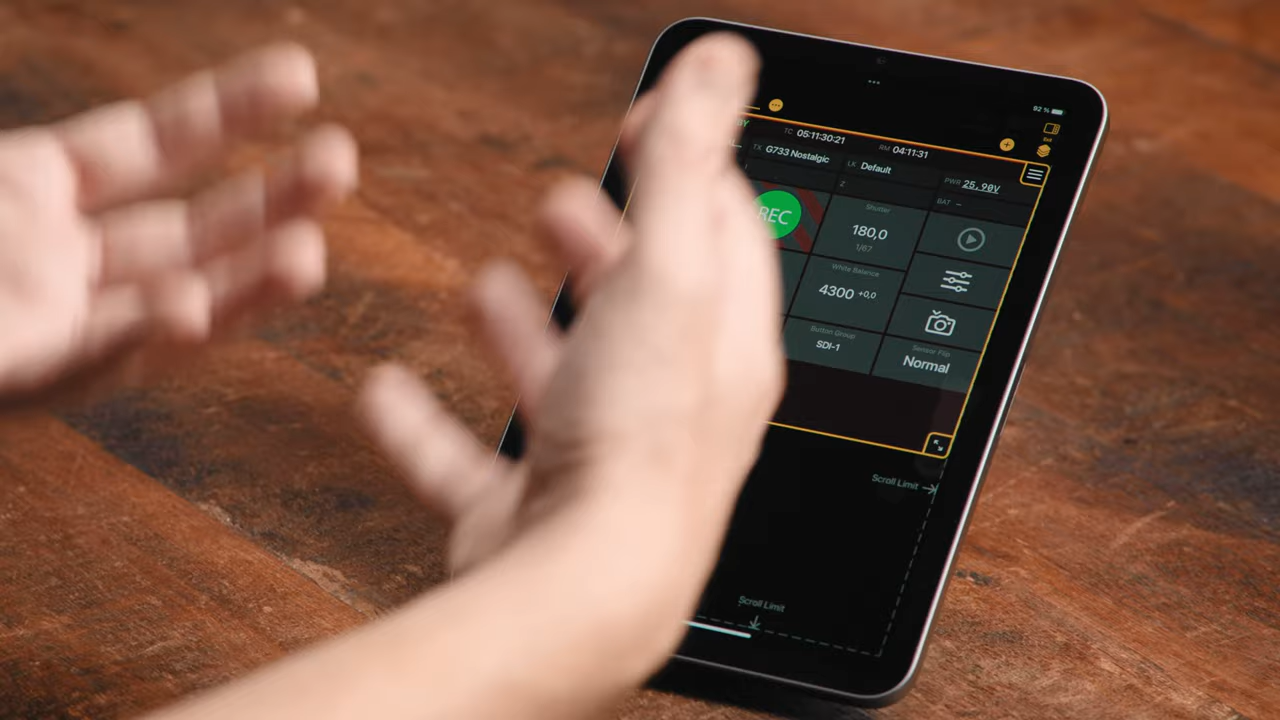 92 %
Exit
TC 05:11:30:21
RM 04:11:31
TX G733 Nostalgic
LK Default
PWR 25,90V
Z
BAT –
REC
Shutter
180,0
1/67
White Balance
4300 +0,0
Button Group
SDI-1
Sensor Flip
Normal
Scroll Limit
Scroll Limit